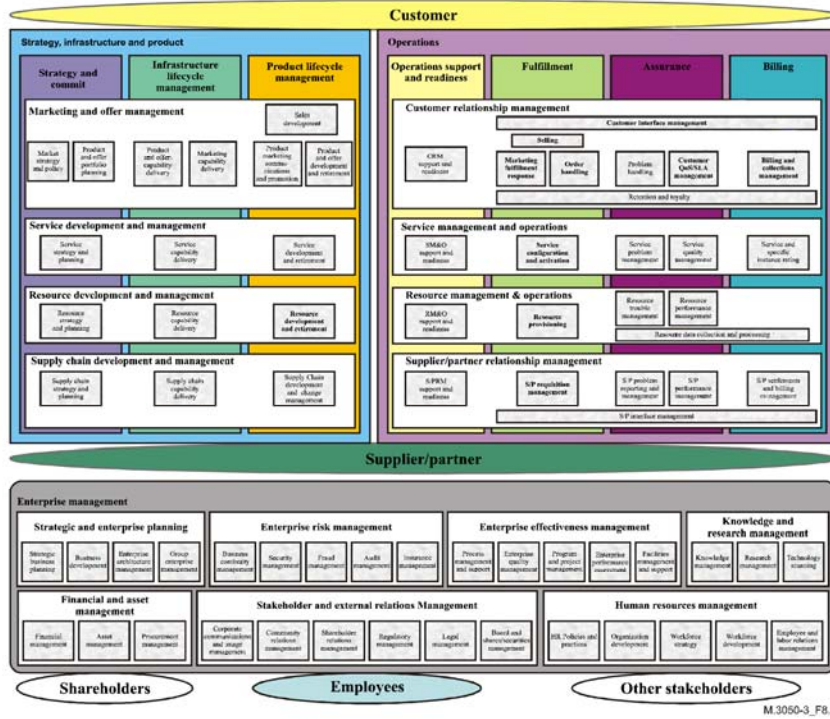 Customer
Strategy, infrastructure and product
Operations
Strategy and
commit
Infrastructure
lifecycle
management
Product lifecycle
management
Operations support
and readiness
Fulfillment
Assurance
Billing
Marketing and offer management
Sales
development
Market
strategy
and policy
Product
and offer
portfolio
planning
Product
and offer
capability
delivery
Marketing
capability
delivery
Product
marketing
commu-
nications
and promotion
Product
and offer
development
and retirement
Customer relationship management
Customer interface management
Selling
CRM
support and
readiness
Marketing
fulfillment
response
Order
handling
Problem
handling
Customer
QoS/SLA
management
Billing and
collections
management
Retention and loyalty
Service development and management
Service
strategy and
planning
Service
capability
delivery
Service
development
and retirement
Service management and operations
SM&O
support and
readiness
Service
configuration
and activation
Service
problem
management
Service
quality
management
Service and
specific
instance rating
Resource development and management
Resource
strategy
and planning
Resource
capability
delivery
Resource
development
and retirement
Resource management & operations
RM&O
support and
readiness
Resource
provisioning
Resource
trouble
management
Resource
performance
management
Resource data collection and processing
Supply chain development and management
Supply chain
strategy and
planning
Supply chain
capability
delivery
Supply Chain
development
and change
management
Supplier/partner relationship management
S/PRM
support and
readiness
S/P requisition
management
S/P problem
reporting and
management
S/P
performance
management
S/P settlements
and billing
management
S/P interface management
Supplier/partner
Enterprise management
Strategic and enterprise planning
Strategic
business
planning
Business
development
Enterprise
architecture
management
Group
enterprise
management
Enterprise risk management
Business
continuity
management
Security
management
Fraud
management
Audit
management
Insurance
management
Enterprise effectiveness management
Process
management
and support
Enterprise
quality
management
Program
and project
management
Enterprise
performance
assessment
Facilities
management
and support
Knowledge and
research management
Knowledge
management
Research
management
Technology
scanning
Financial and asset
management
Financial
management
Asset
management
Procurement
management
Stakeholder and external relations Management
Corporate
communications
and image
management
Community
relations
management
Shareholder
relations
management
Regulatory
management
Legal
management
Board and
shares/securities
management
Human resources management
HR Policies and
practices
Organization
development
Workforce
strategy
Workforce
development
Employee and
labor relations
management
Shareholders
Employees
Other stakeholders
M.3050-3_F8.